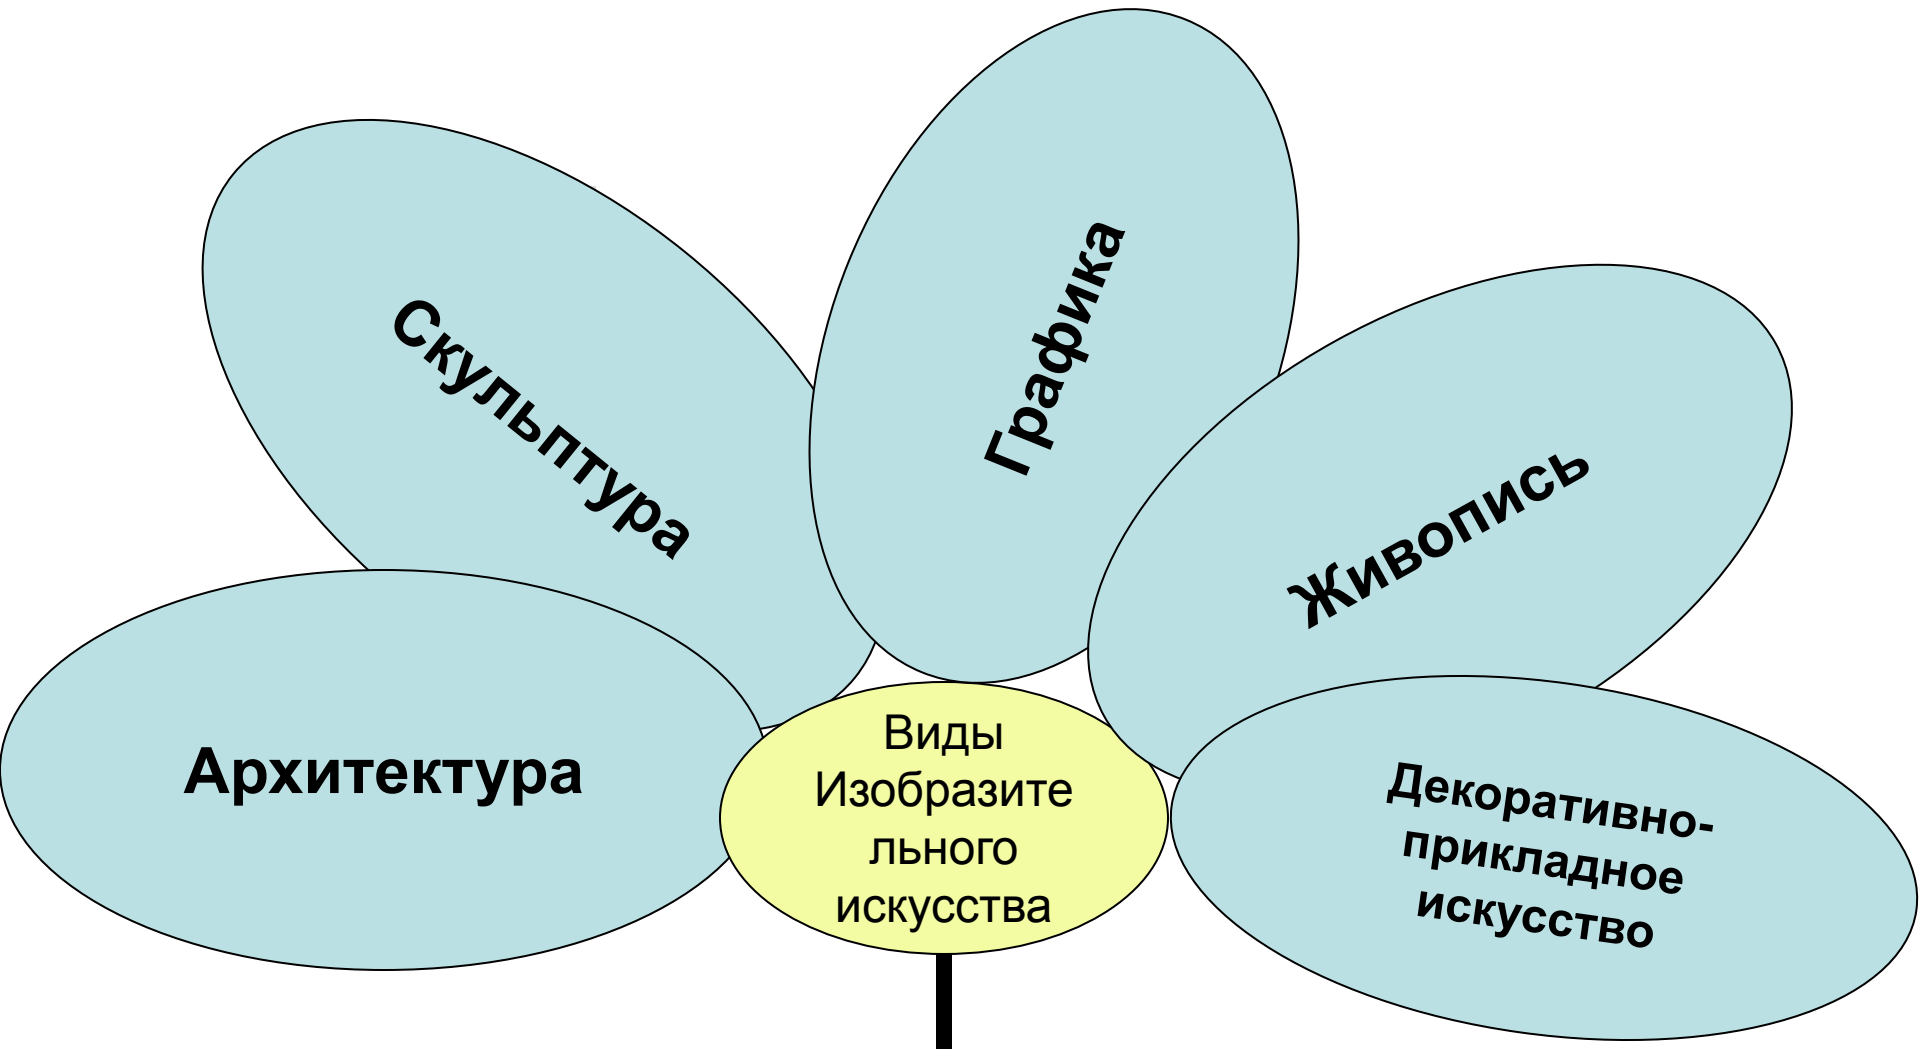 Графика
Скульптура
Живопись
Архитектура
Виды
Изобразите
льного
искусства
Декоративно-
прикладное
искусство